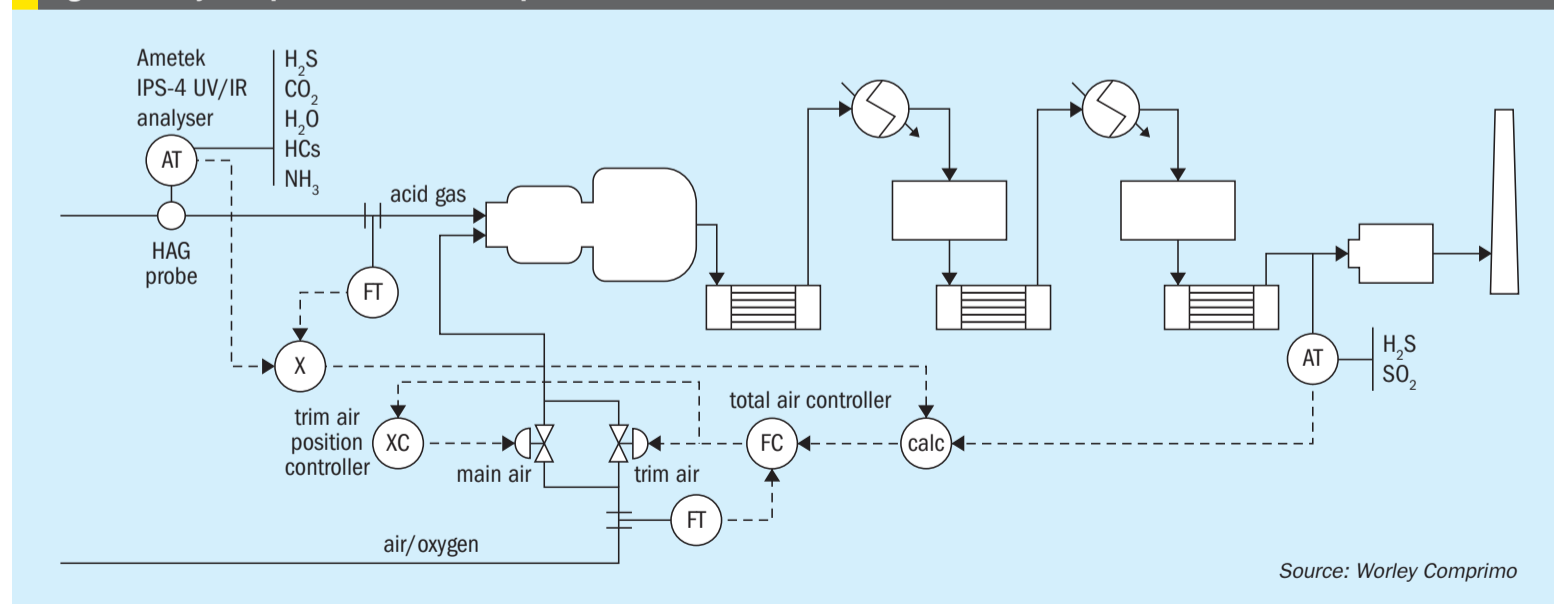 Ametek
IPS-4 UV/IR
analyser
H₂S
CO₂
H₂O
HCs
NH₃
AT
HAG
probe
acid gas
FT
X
trim air
position
controller
XC
main air
trim air
total air controller
FC
calc
FT
air/oxygen
AT
H₂S
SO₂
Source: Worley Comprimo